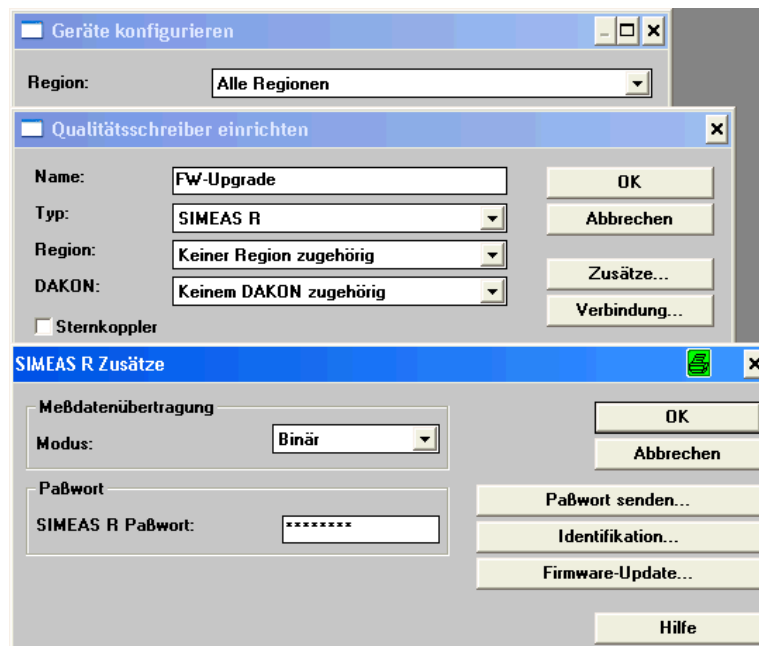 Geräte konfigurieren
Region: Alle Regionen
Qualitätsschreiber einrichten
Name: FW-Upgrade OK
Typ: SIMEAS R Abbrechen
Region: Keiner Region zugehörig
Zusätze...
DAKON: Keinem DAKON zugehörig
Verbindung...
Sternkoppler
SIMEAS R Zusätze
Meßdatenübertragung
OK
Modus: Binär
Abbrechen
Paßwort
Paßwort senden...
SIMEAS R Paßwort: ********
Identifikation...
Firmware-Update...
Hilfe